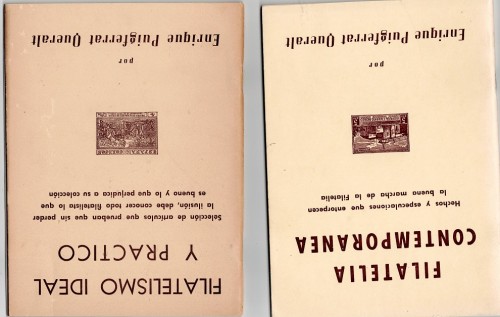 FILATELISMO IDEAL
Y PRACTICO
Selección de artículos que prueban que sin perder
la ilusión, debe conocer todo filatelista lo que
es bueno y lo que perjudica a su colección
por
Enrique Puigferrat Queralt
FILATELIA
CONTEMPORANEA
Hechos y especulaciones que entorpecen
la buena marcha de la Filatelia
por
Enrique Puigferrat Queralt